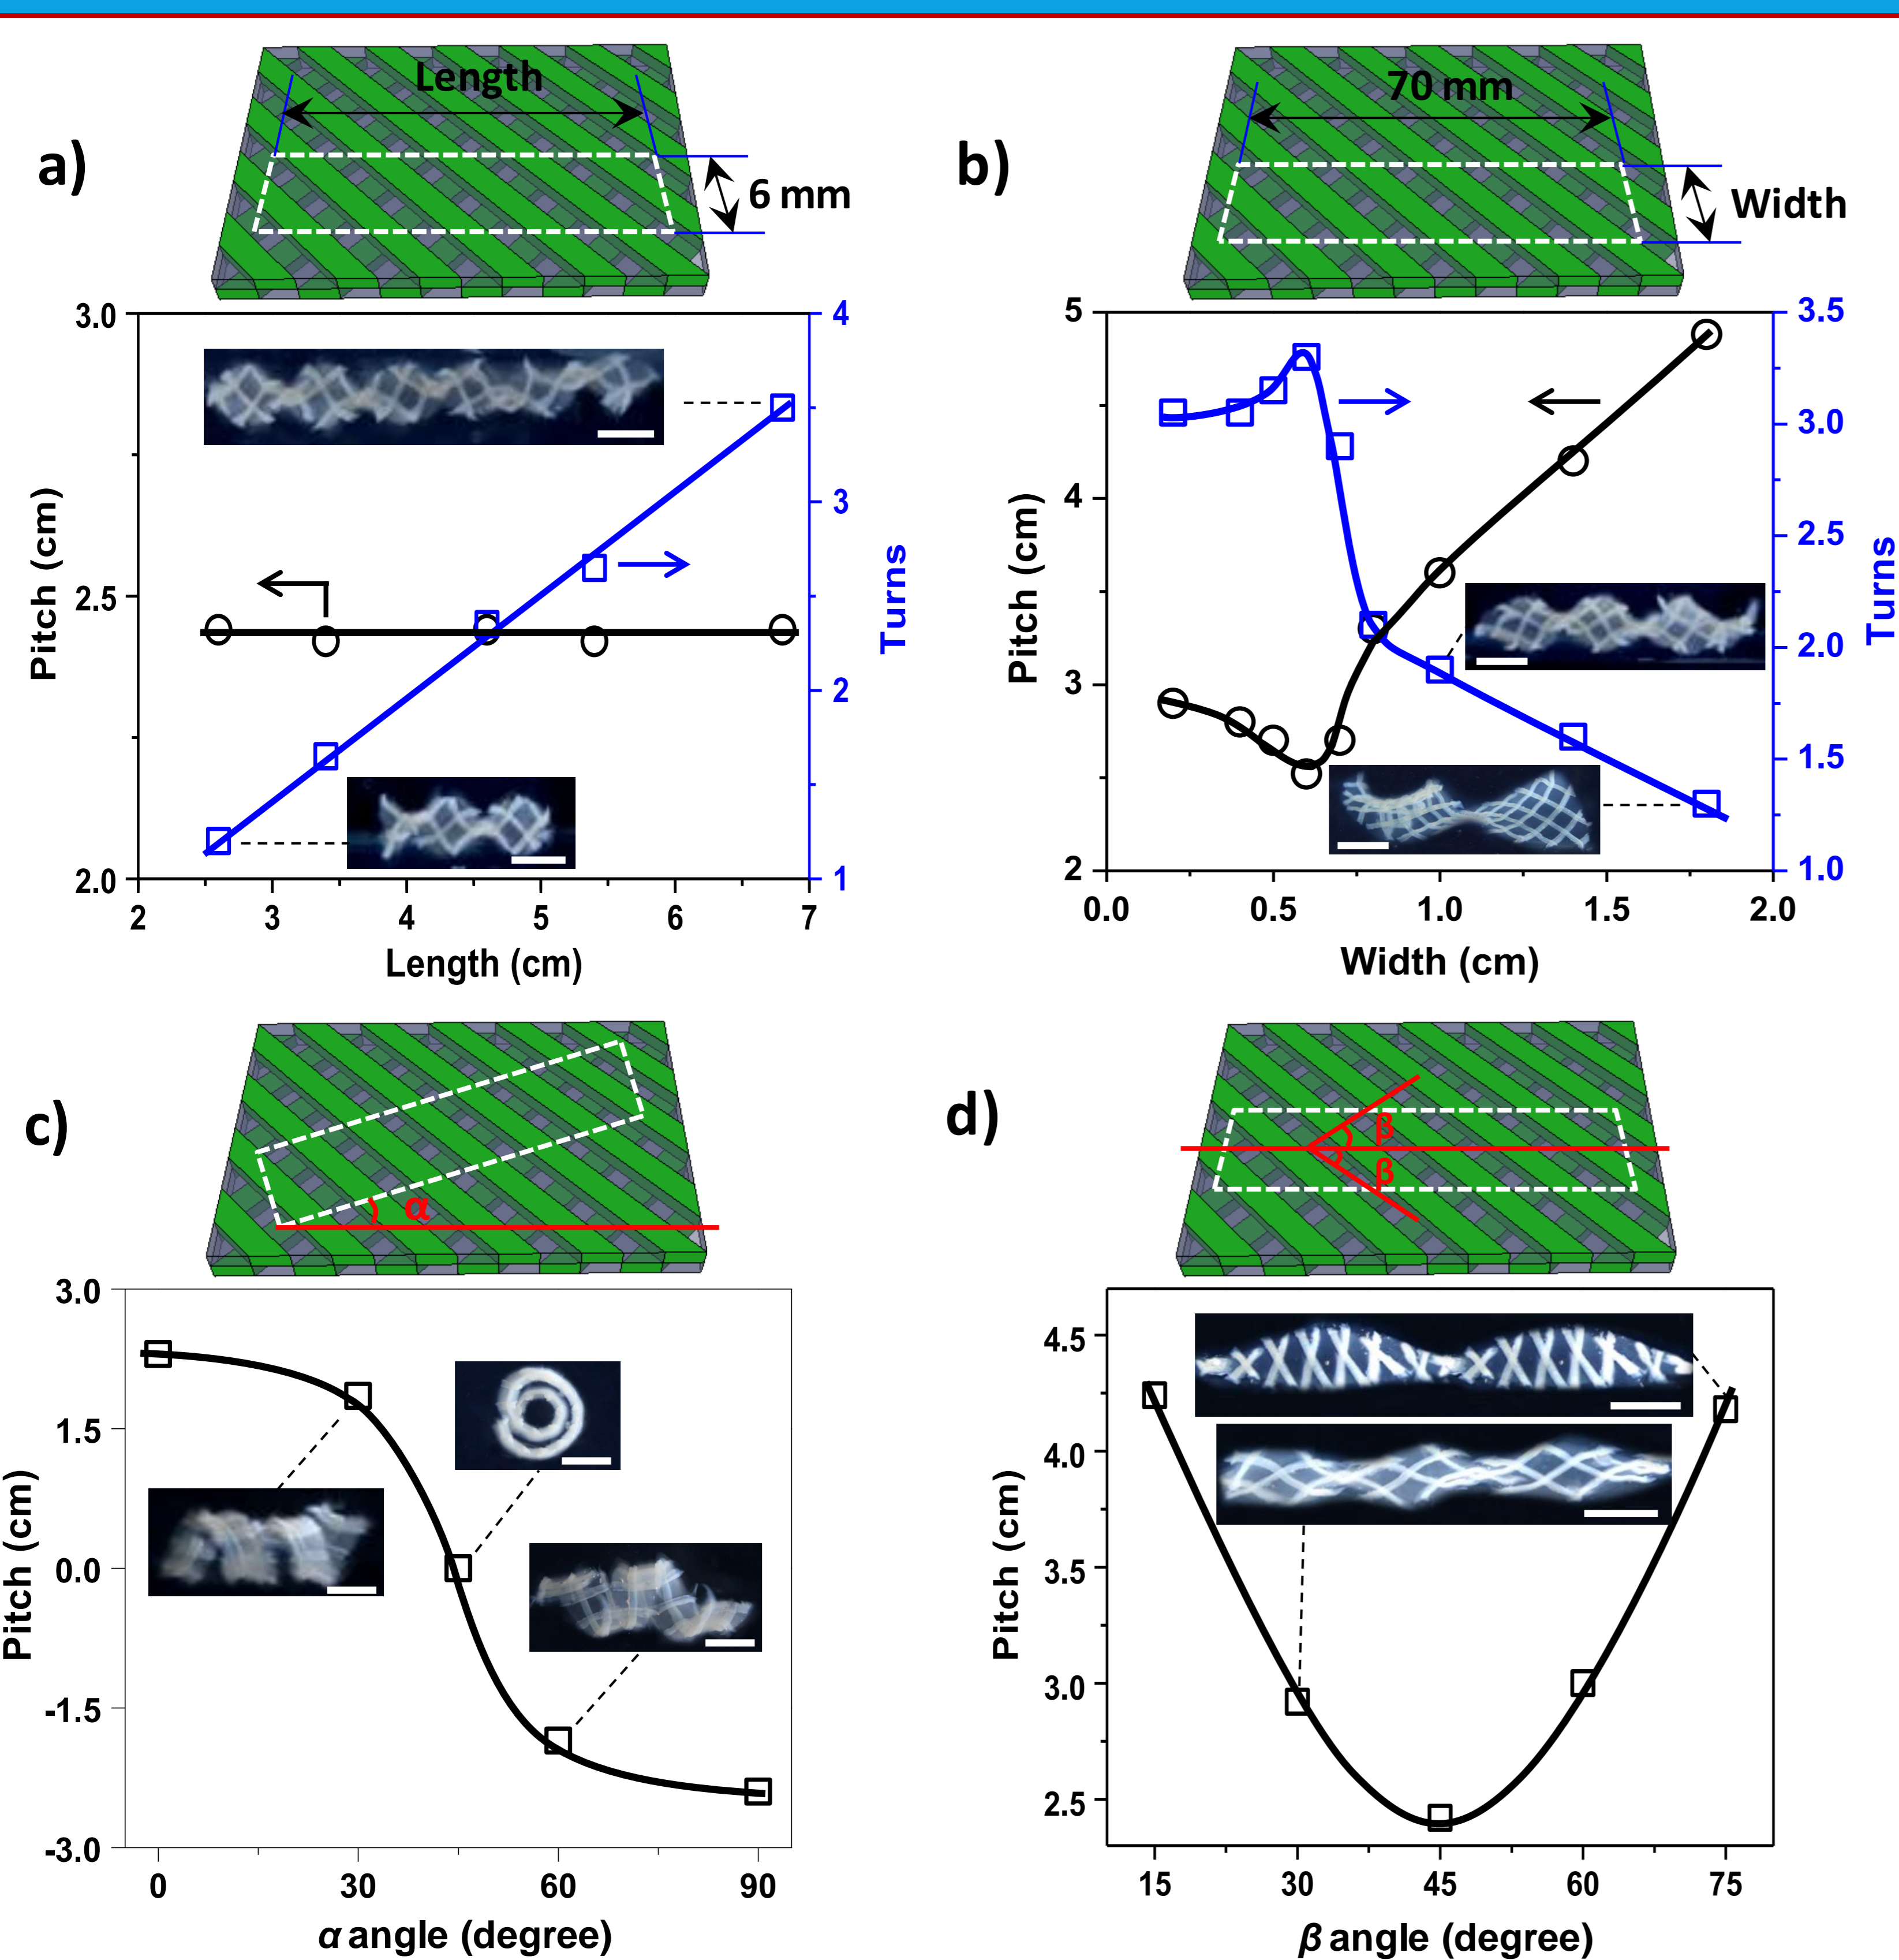 a)
Length
6 mm
3.0
2.5
2.0
Pitch (cm)
4
3
2
1
Turns
2 3 4 5 6 7
Length (cm)
b)
70 mm
Width
5
4
3
2
Pitch (cm)
3.5
3.0
2.5
2.0
1.5
1.0
Turns
0.0 0.5 1.0 1.5 2.0
Width (cm)
c)
α
3.0
1.5
0.0
-1.5
-3.0
Pitch (cm)
0 30 60 90
α angle (degree)
d)
β
β
4.5
4.0
3.5
3.0
2.5
Pitch (cm)
15 30 45 60 75
β angle (degree)